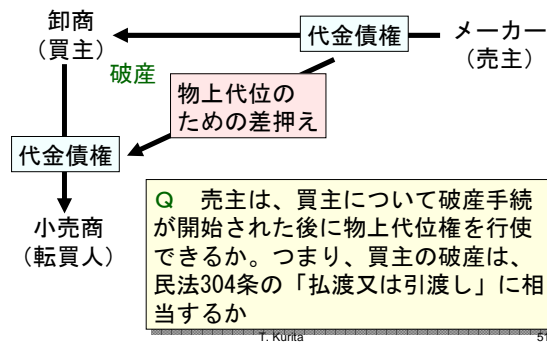 卸商
（買主）
代金債権
メーカー
（売主）
破産
物上代位の
ための差押え
代金債権
小売商
（転買人）
Ｑ　売主は、買主について破産手続
が開始された後に物上代位権を行使
できるか。つまり、買主の破産は、
民法304条の「払渡又は引渡し」に相
当するか
T. Kurita
51